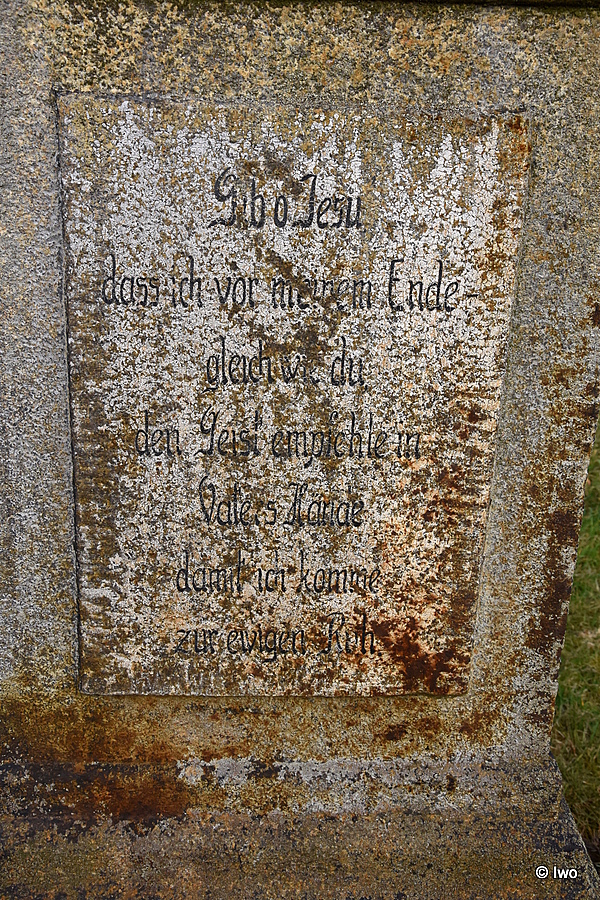 Gib o Jesu
dass ich vor meinem Ende -
gleich wie du
den Geist empfehle in
Vaters Hände
damit ich komme
zur ewigen Ruh
© Iwo